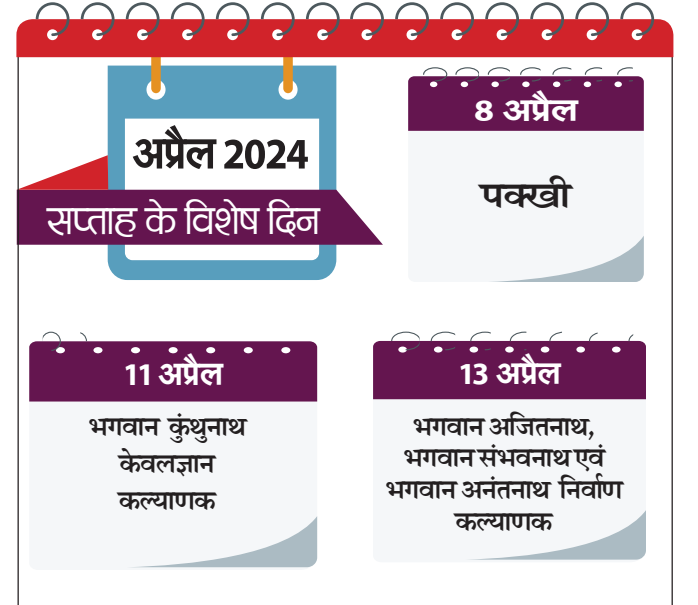 अप्रैल 2024
सप्ताह के विशेष दिन
8 अप्रैल
पक्खी
11 अप्रैल
भगवान कुंथुनाथ
केवलज्ञान
कल्याणक
13 अप्रैल
भगवान अजितनाथ,
भगवान संभवनाथ एवं
भगवान अनंतनाथ निर्वाण
कल्याणक